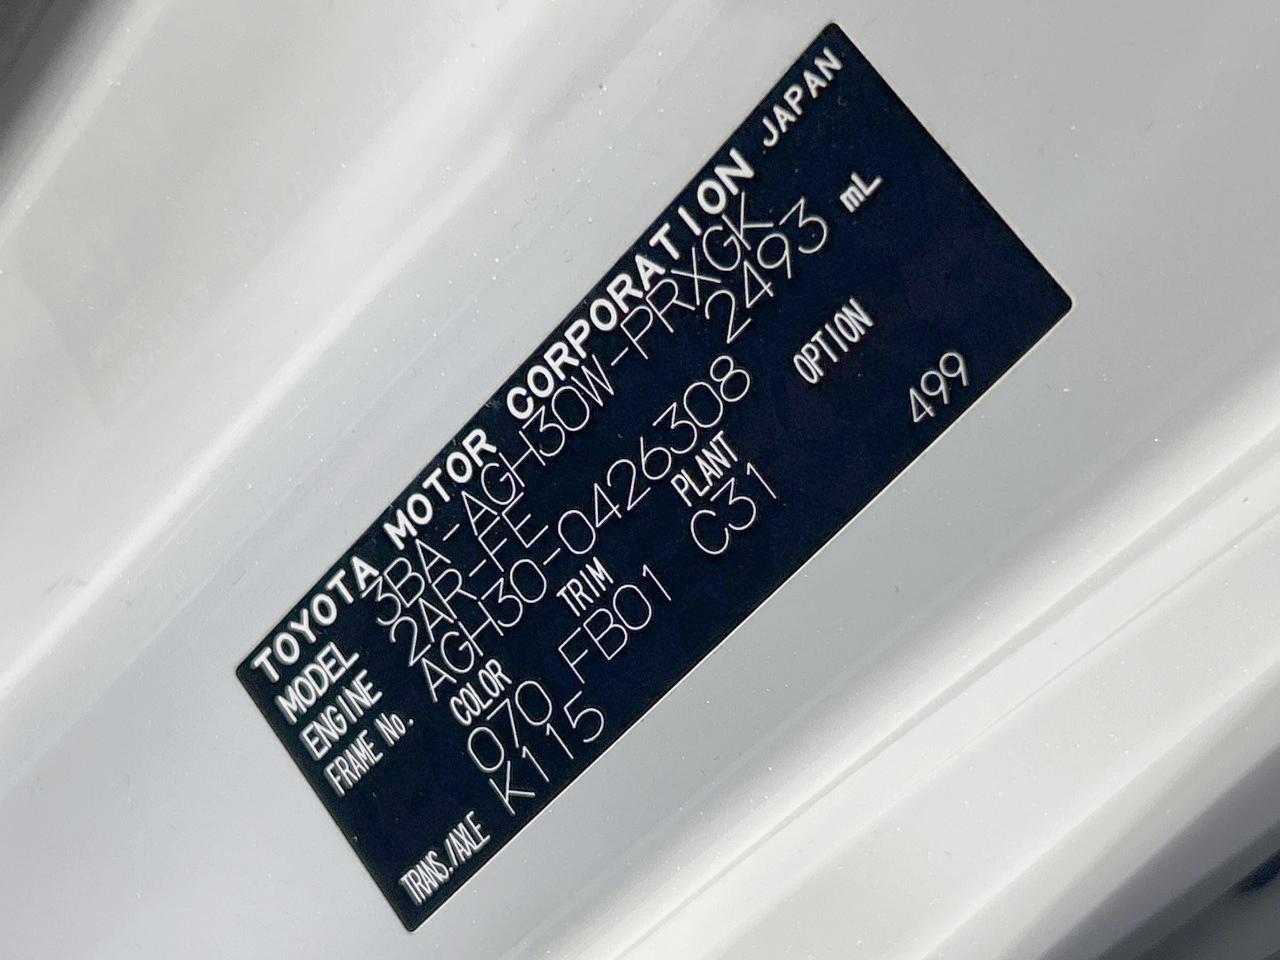 TOYOTA MOTOR CORPORATION JAPAN
MODEL 3BA-AGH30W-PRXGK
ENGINE 2AR-FE 2493 mL
FRAME No. AGH30-0426308
COLOR TRIM PLANT OPTION
070 FB01 C31 499
TRANS./AXLE K115